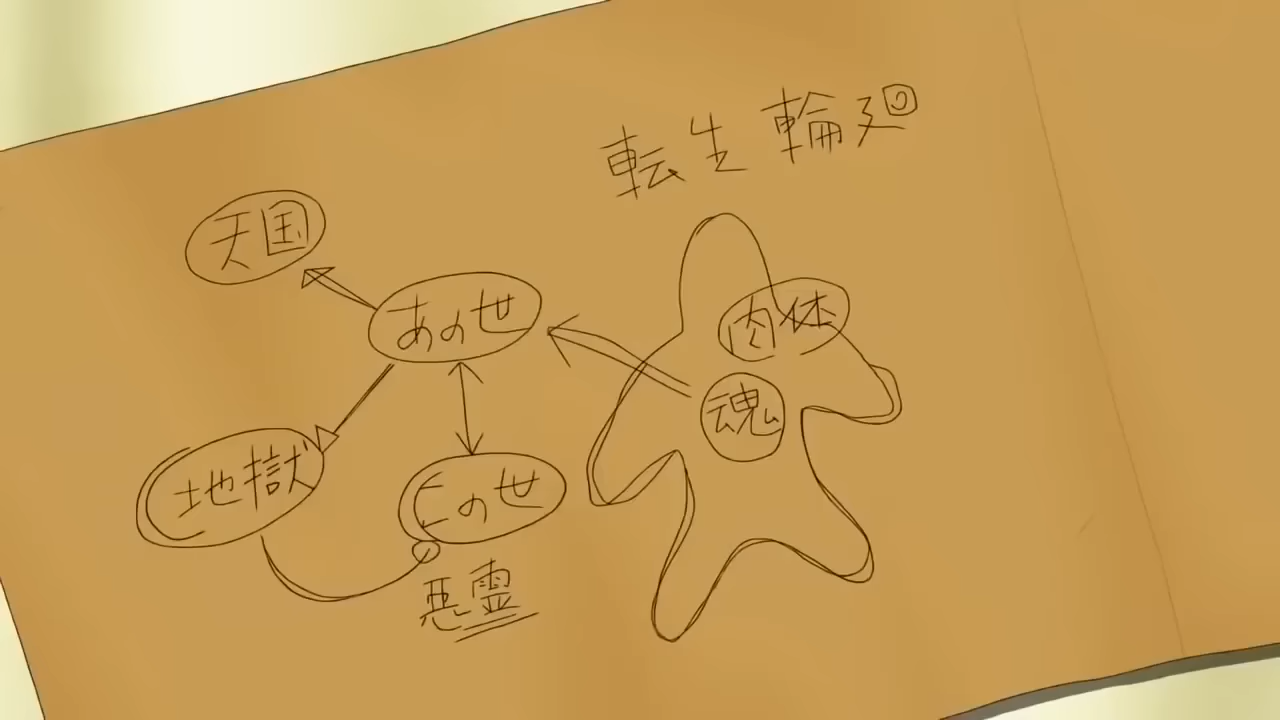 転生輪廻
天国
あの世
肉体
魂
地獄
この世
悪霊